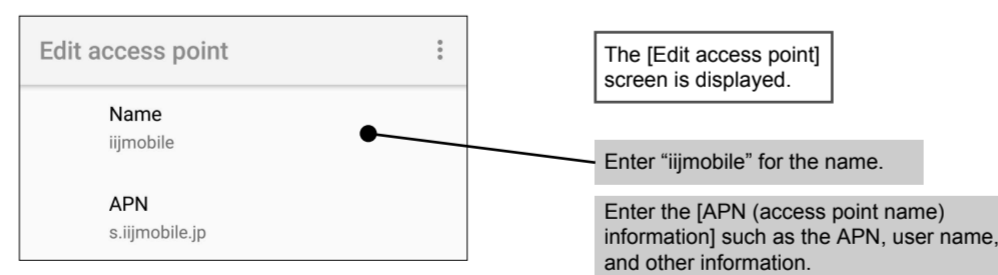 Edit access point
Name
iijmobile
APN
s.iijmobile.jp
The [Edit access point]
screen is displayed.
Enter “iijmobile” for the name.
Enter the [APN (access point name)
information] such as the APN, user name,
and other information.